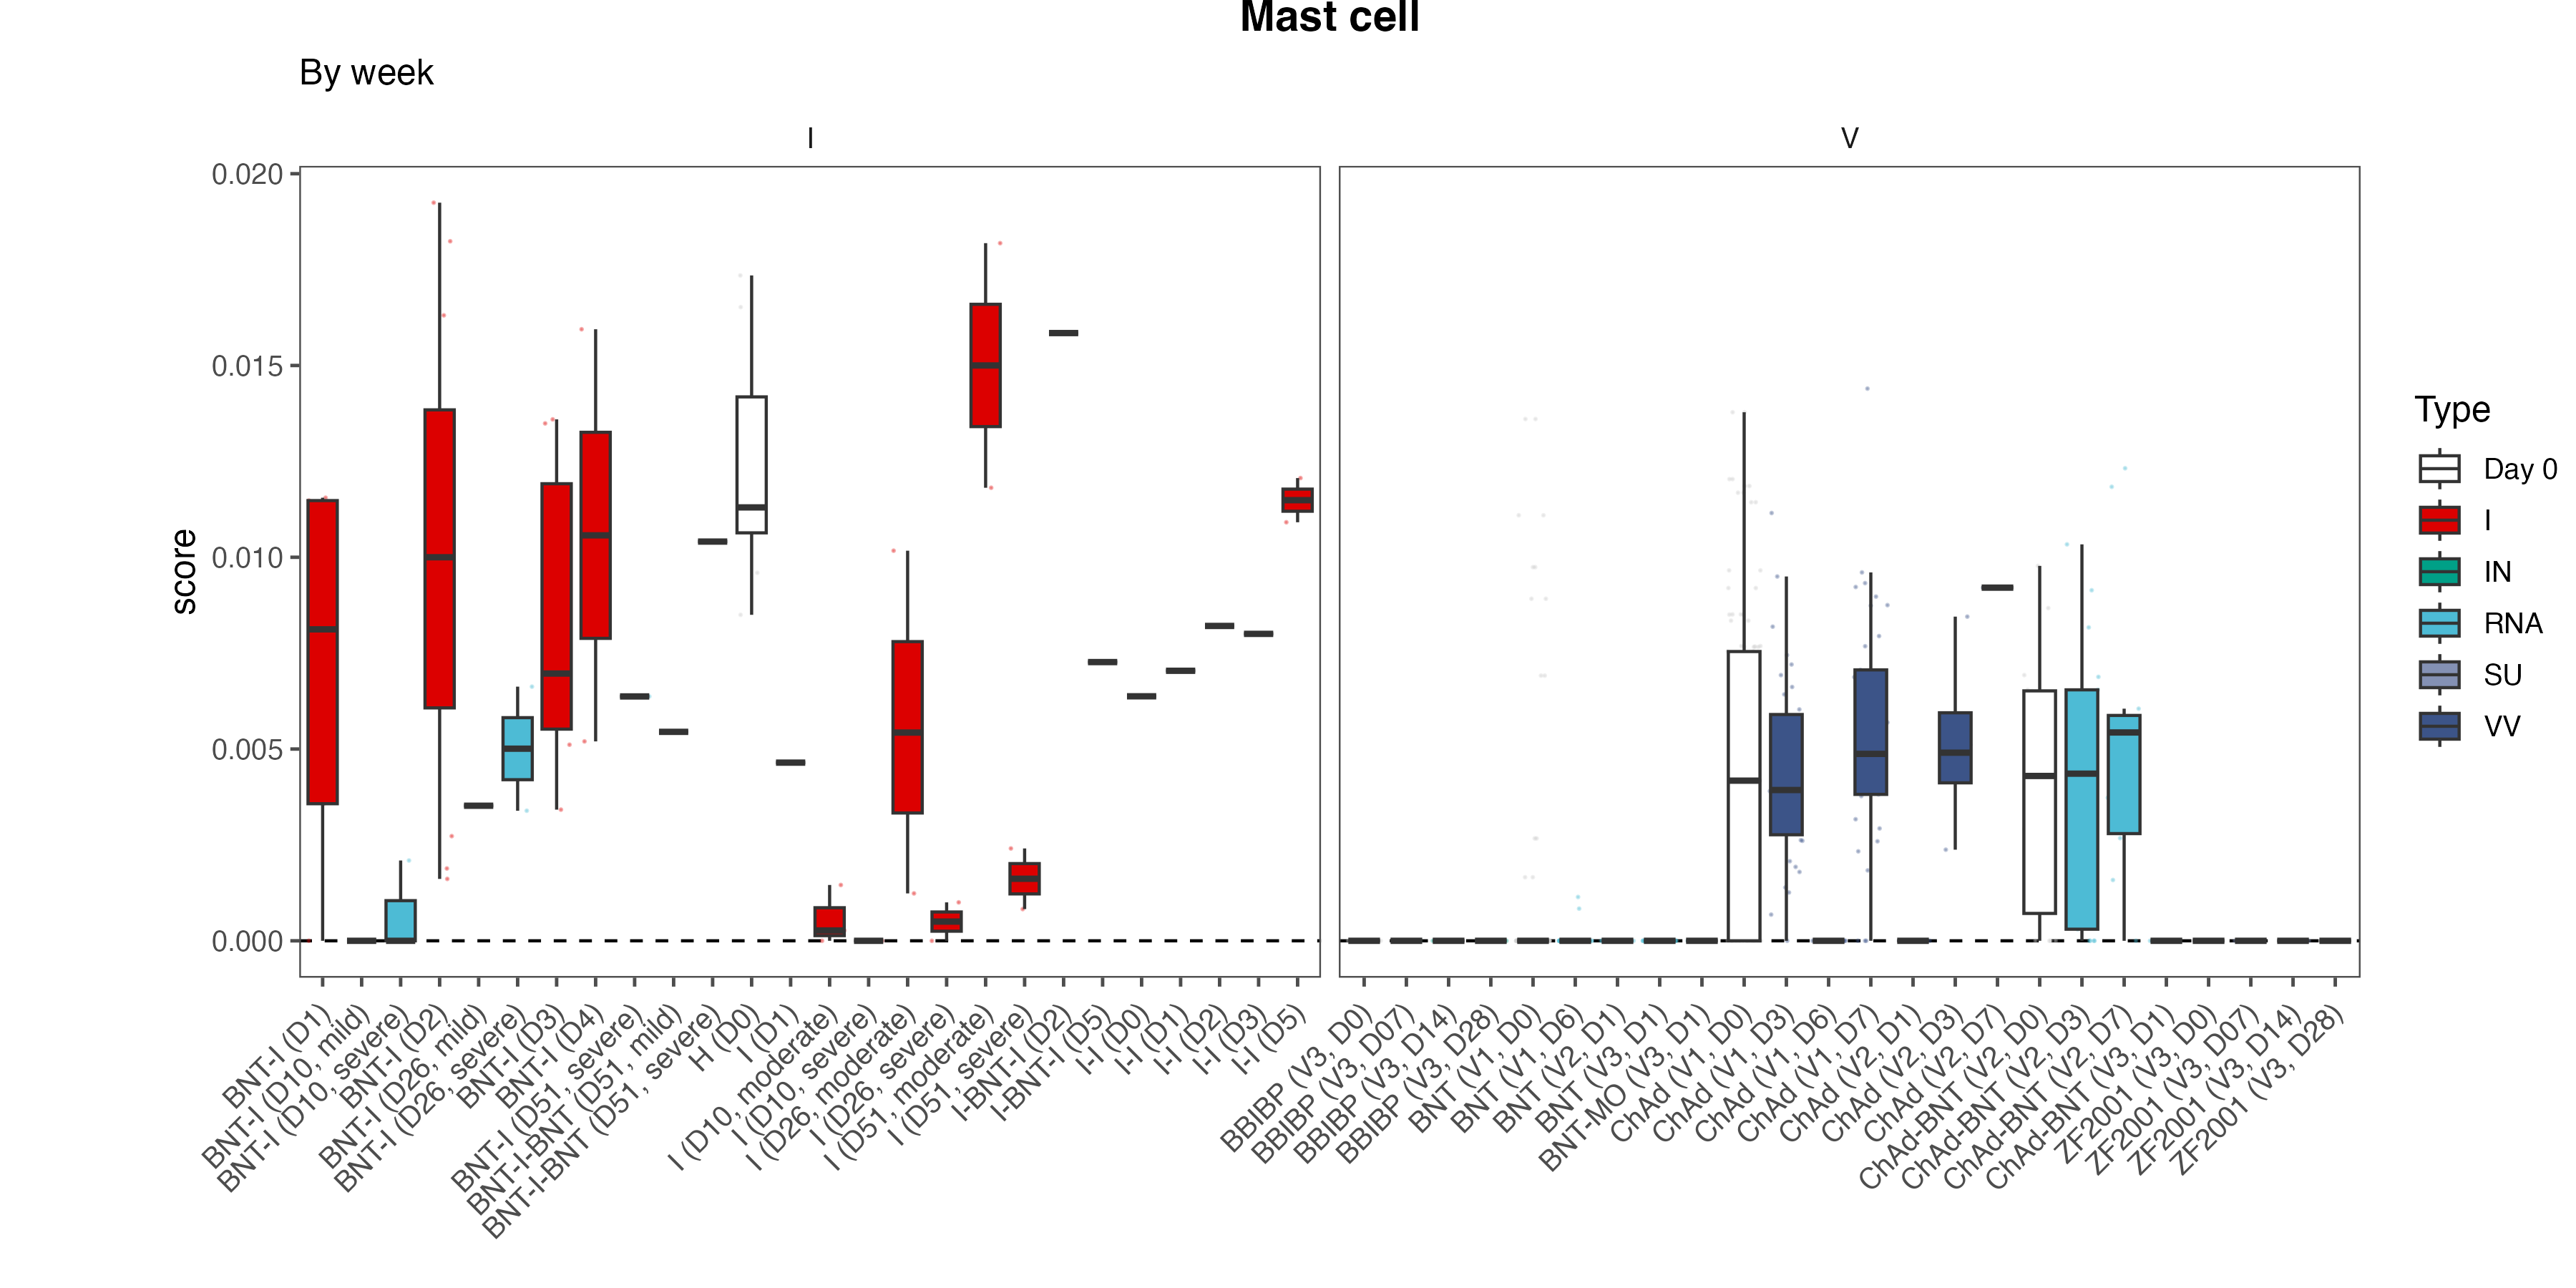 Mast cell
By week
I
V
score
0.020
0.015
0.010
0.005
0.000
BNT-I (D1)
BNT-I (D10, mild)
BNT-I (D10, severe)
BNT-I (D2)
BNT-I (D26, mild)
BNT-I (D26, severe)
BNT-I (D3)
BNT-I (D4)
BNT-I (D51, severe)
BNT-I-BNT (D51, mild)
BNT-I-BNT (D51, severe)
H (D0)
I (D1)
I (D10, moderate)
I (D10, severe)
I (D26, moderate)
I (D26, severe)
I (D51, moderate)
I (D51, severe)
I-BNT-I (D2)
I-BNT-I (D5)
I-I (D0)
I-I (D1)
I-I (D2)
I-I (D3)
I-I (D5)
BBIBP (V3, D0)
BBIBP (V3, D07)
BBIBP (V3, D14)
BBIBP (V3, D28)
BNT (V1, D0)
BNT (V1, D6)
BNT (V2, D1)
BNT (V3, D1)
BNT-MO (V3, D1)
ChAd (V1, D0)
ChAd (V1, D3)
ChAd (V1, D6)
ChAd (V1, D7)
ChAd (V2, D1)
ChAd (V2, D3)
ChAd (V2, D7)
ChAd-BNT (V2, D0)
ChAd-BNT (V2, D3)
ChAd-BNT (V2, D7)
ChAd-BNT (V3, D1)
ZF2001 (V3, D0)
ZF2001 (V3, D07)
ZF2001 (V3, D14)
ZF2001 (V3, D28)
Type
Day 0
I
IN
RNA
SU
VV